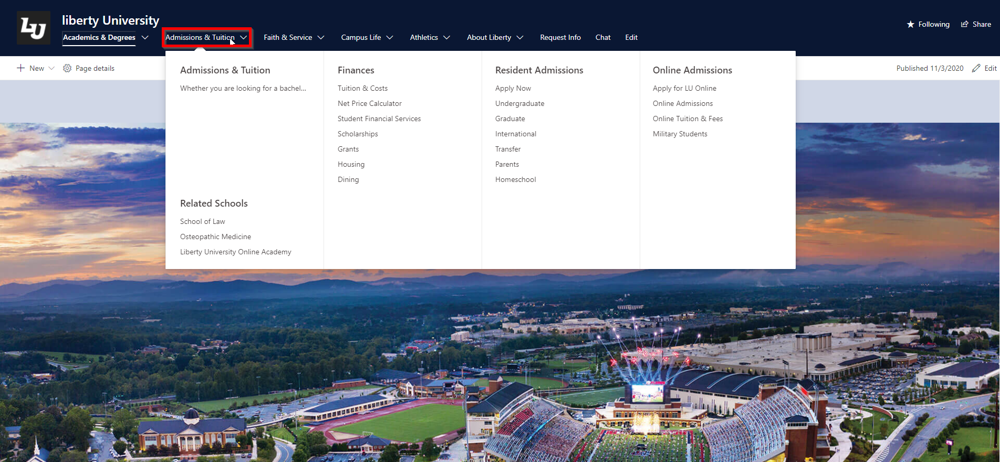 LU
liberty University
Academics & Degrees
Admissions & Tuition
Faith & Service
Campus Life
Athletics
About Liberty
Request Info
Chat
Edit
Following
Share
New
Page details
Published 11/3/2020
Edit
Admissions & Tuition
Whether you are looking for a bachel...
Related Schools
School of Law
Osteopathic Medicine
Liberty University Online Academy
Finances
Tuition & Costs
Net Price Calculator
Student Financial Services
Scholarships
Grants
Housing
Dining
Resident Admissions
Apply Now
Undergraduate
Graduate
International
Transfer
Parents
Homeschool
Online Admissions
Apply for LU Online
Online Admissions
Online Tuition & Fees
Military Students